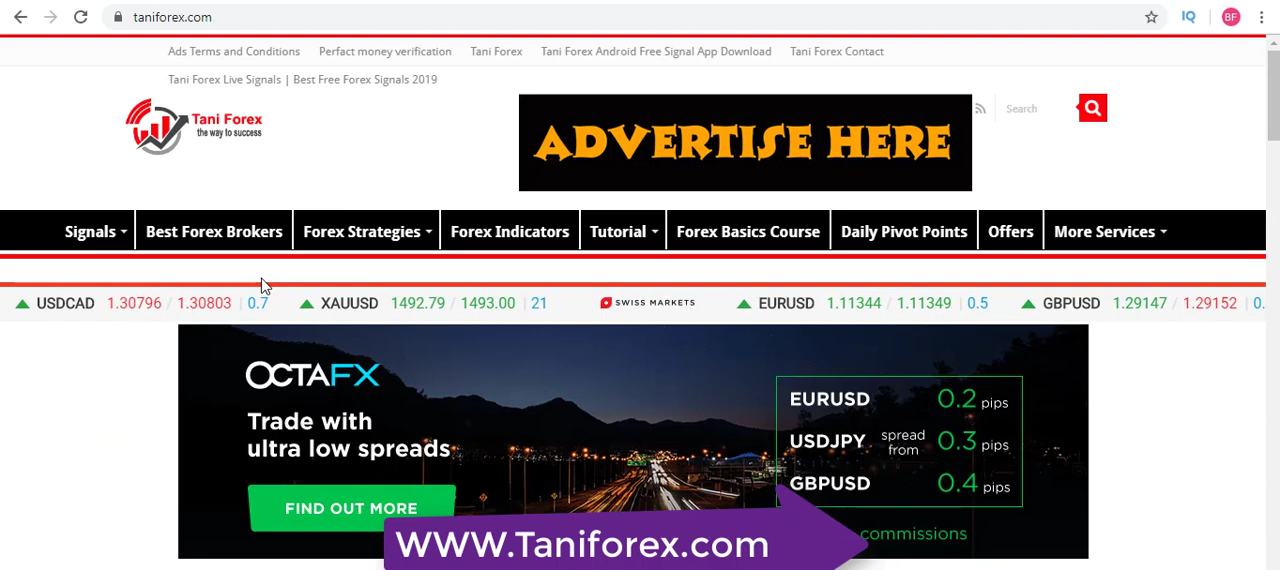 taniforex.com
IQ
BF
Ads Terms and Conditions Perfact money verification Tani Forex Tani Forex Android Free Signal App Download Tani Forex Contact
Tani Forex Live Signals | Best Free Forex Signals 2019
Tani Forex
the way to success
ADVERTISE HERE
Search
Signals Best Forex Brokers Forex Strategies Forex Indicators Tutorial Forex Basics Course Daily Pivot Points Offers More Services
USDCAD 1.30796 / 1.30803 | 0.7 XAUUSD 1492.79 / 1493.00 | 21 SWISS MARKETS EURUSD 1.11344 / 1.11349 | 0.5 GBPUSD 1.29147 / 1.29152 | 0.
OCTAFX
Trade with
ultra low spreads
FIND OUT MORE
EURUSD 0.2 pips
USDJPY spread from 0.3 pips
GBPUSD 0.4 pips
commissions
WWW.Taniforex.com